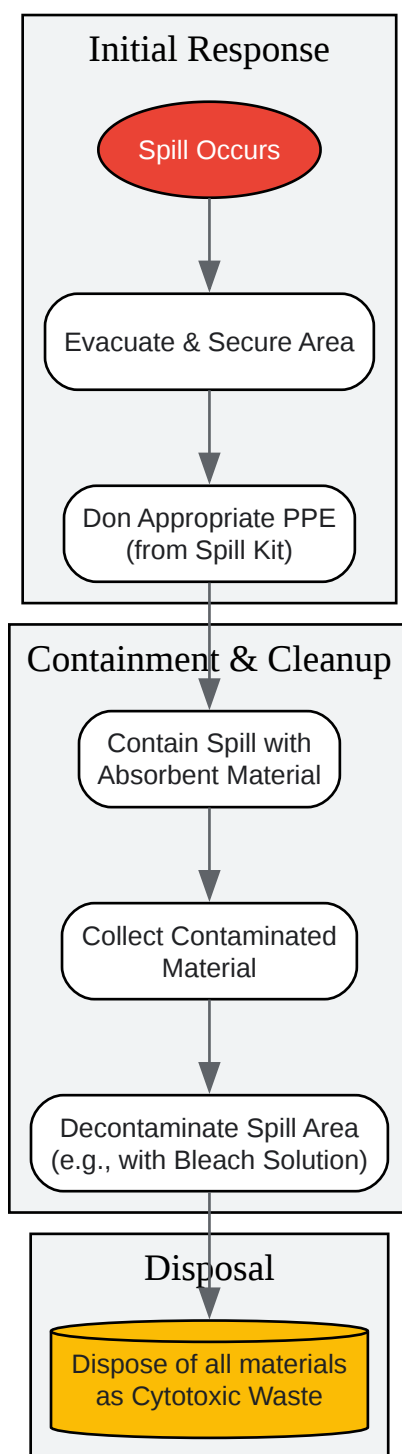 Initial Response
Spill Occurs
Evacuate & Secure Area
Don Appropriate PPE
(from Spill Kit)
Containment & Cleanup
Contain Spill with
Absorbent Material
Collect Contaminated
Material
Decontaminate Spill Area
(e.g., with Bleach Solution)
Disposal
Dispose of all materials
as Cytotoxic Waste